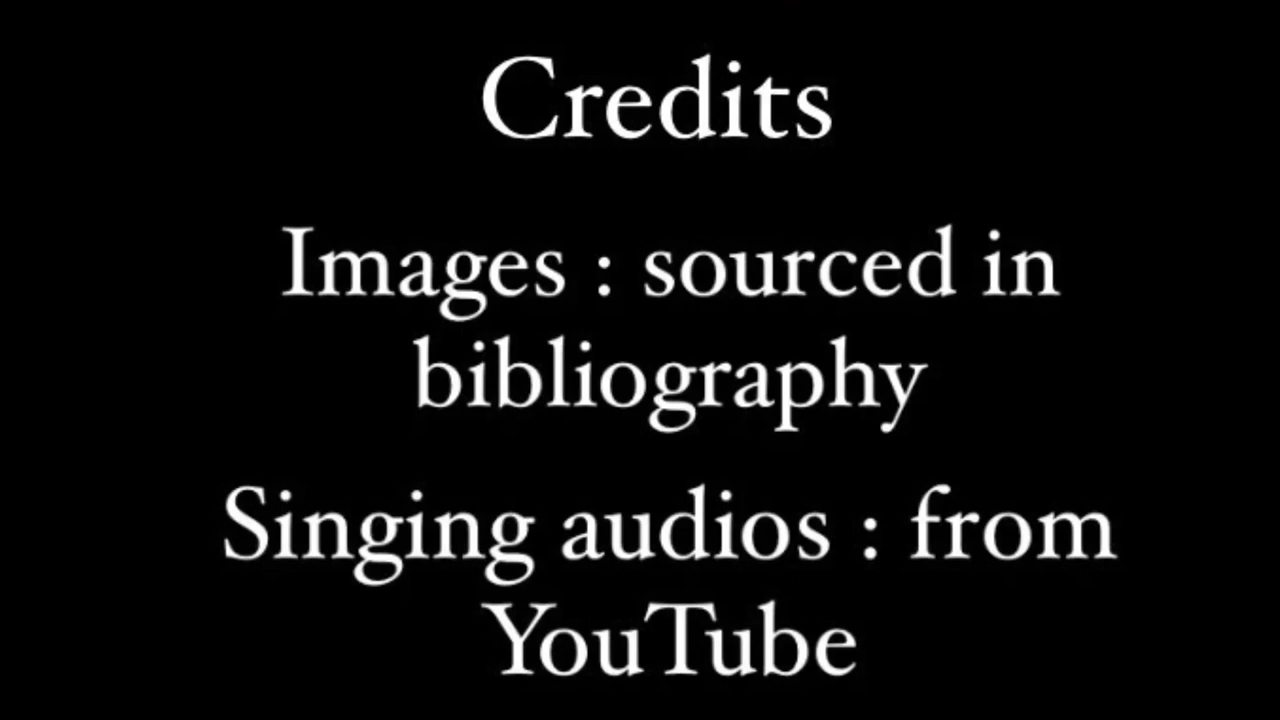 Credits
Images : sourced in
bibliography
Singing audios : from
YouTube